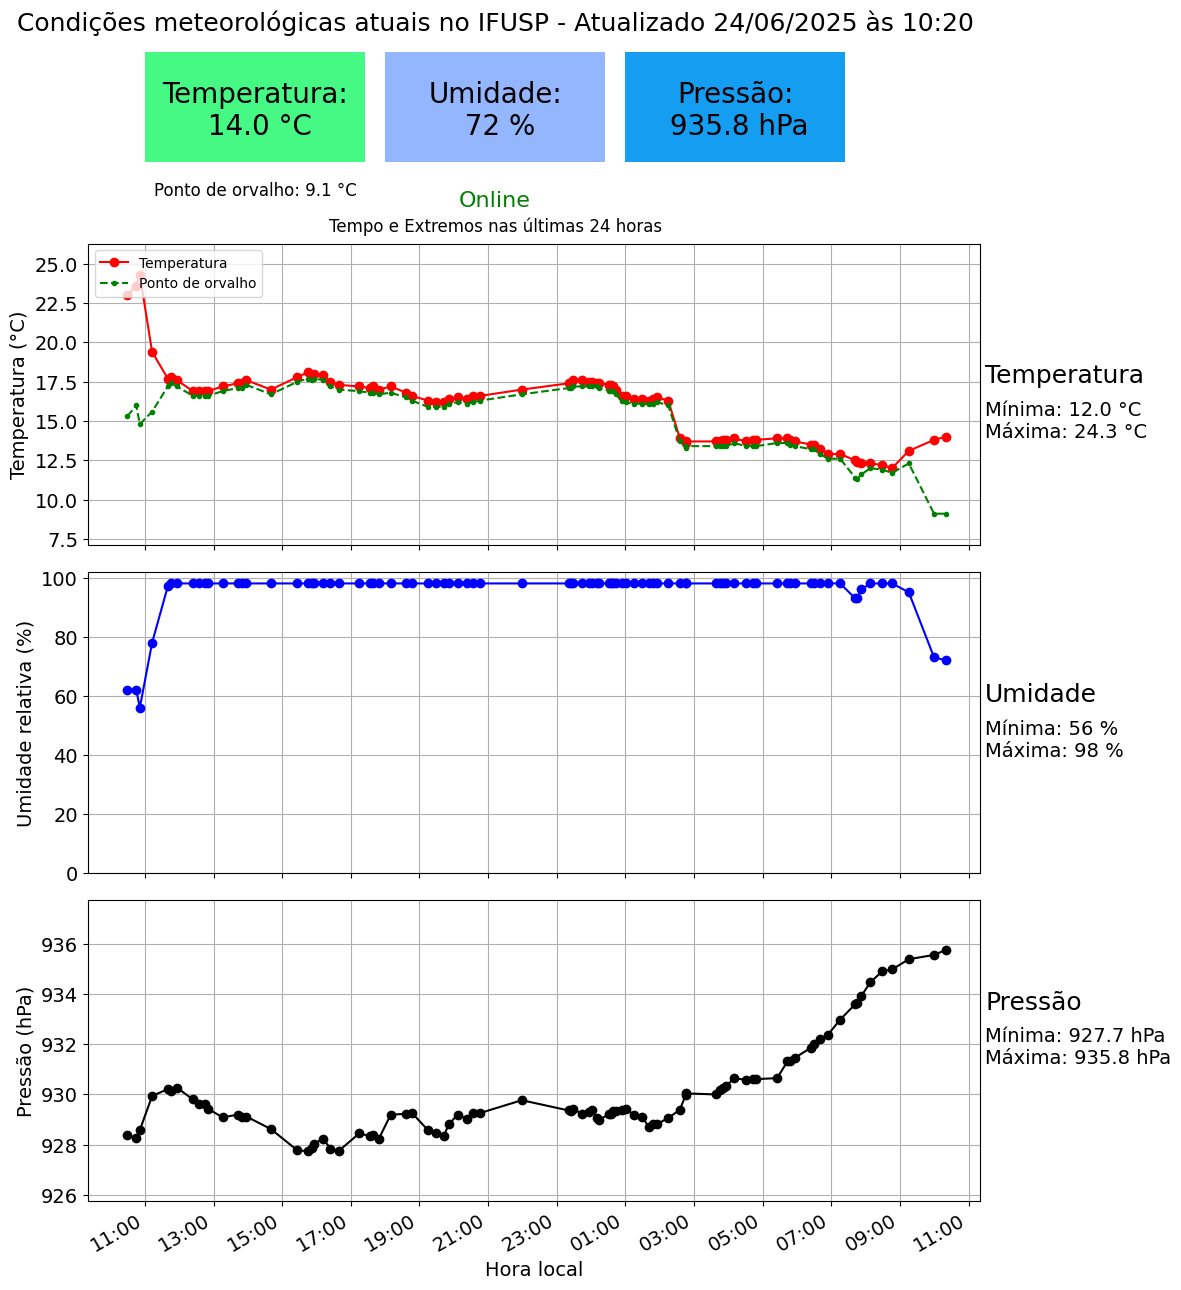 Condições meteorológicas atuais no IFUSP - Atualizado 24/06/2025 às 10:20
Temperatura:
14.0 °C
Umidade:
72 %
Pressão:
935.8 hPa
Ponto de orvalho: 9.1 °C
Online
Tempo e Extremos nas últimas 24 horas
Temperatura
Ponto de orvalho
Temperatura (°C)
25.0
22.5
20.0
17.5
15.0
12.5
10.0
7.5
Temperatura
Mínima: 12.0 °C
Máxima: 24.3 °C
Umidade relativa (%)
100
80
60
40
20
0
Umidade
Mínima: 56 %
Máxima: 98 %
Pressão (hPa)
936
934
932
930
928
926
Pressão
Mínima: 927.7 hPa
Máxima: 935.8 hPa
11:00 13:00 15:00 17:00 19:00 21:00 23:00 01:00 03:00 05:00 07:00 09:00 11:00
Hora local